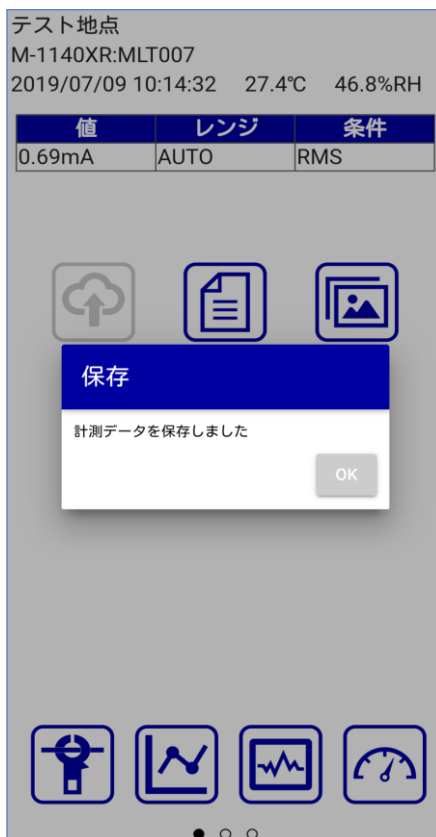 テスト地点
M-1140XR:MLT007
2019/07/09 10:14:32 27.4℃ 46.8%RH
値 レンジ 条件
0.69mA AUTO RMS
保存
計測データを保存しました
OK